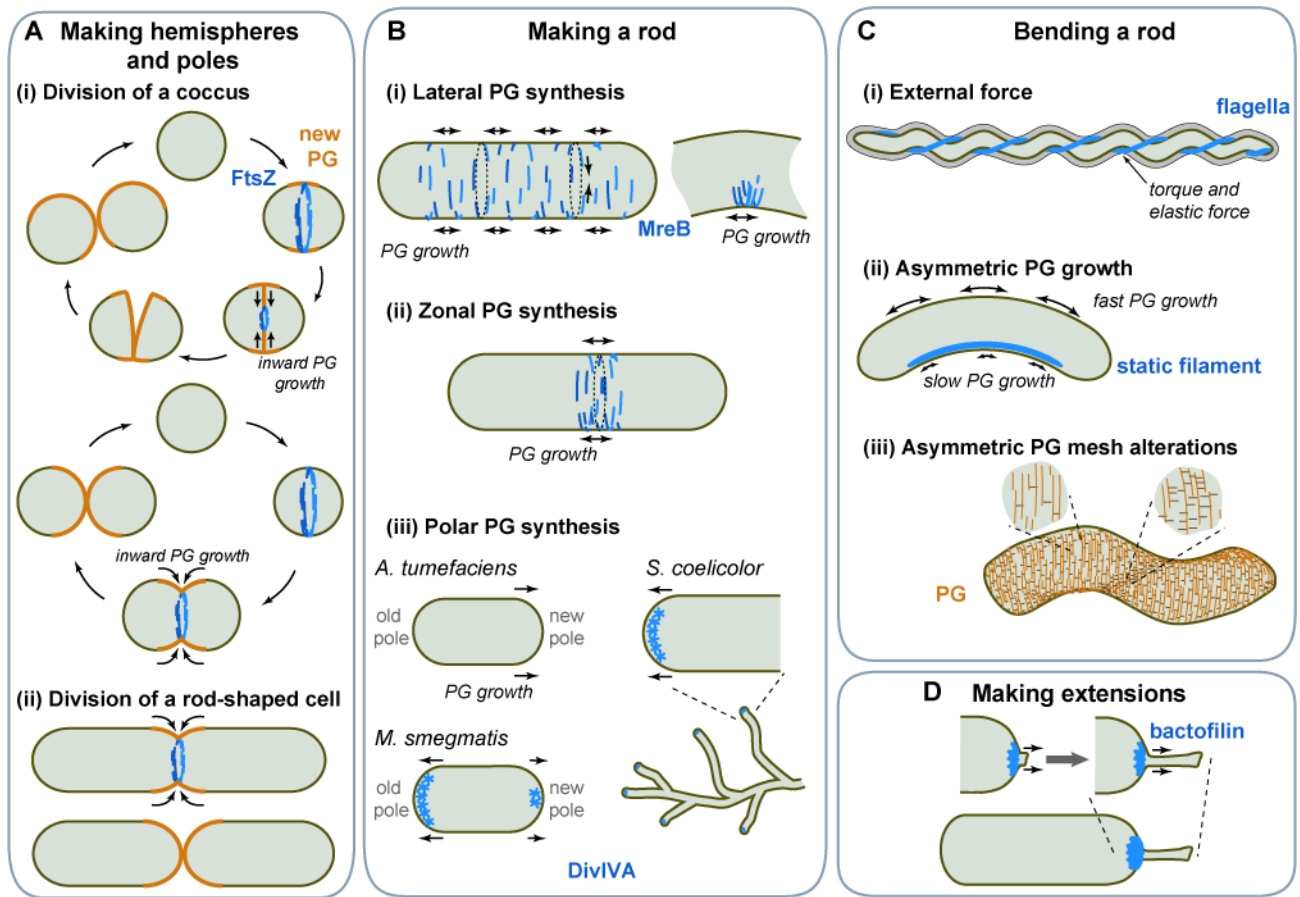 A Making hemispheres
and poles
(i) Division of a coccus
new
PG
FtsZ
inward PG
growth
inward PG growth
(ii) Division of a rod-shaped cell
B Making a rod
(i) Lateral PG synthesis
MreB
PG growth
PG growth
(ii) Zonal PG synthesis
PG growth
(iii) Polar PG synthesis
A. tumefaciens
old
pole
new
pole
PG growth
S. coelicolor
M. smegmatis
old
pole
new
pole
DivIVA
C Bending a rod
(i) External force
flagella
torque and
elastic force
(ii) Asymmetric PG growth
fast PG growth
static filament
slow PG growth
(iii) Asymmetric PG mesh alterations
PG
D Making extensions
bactofilin